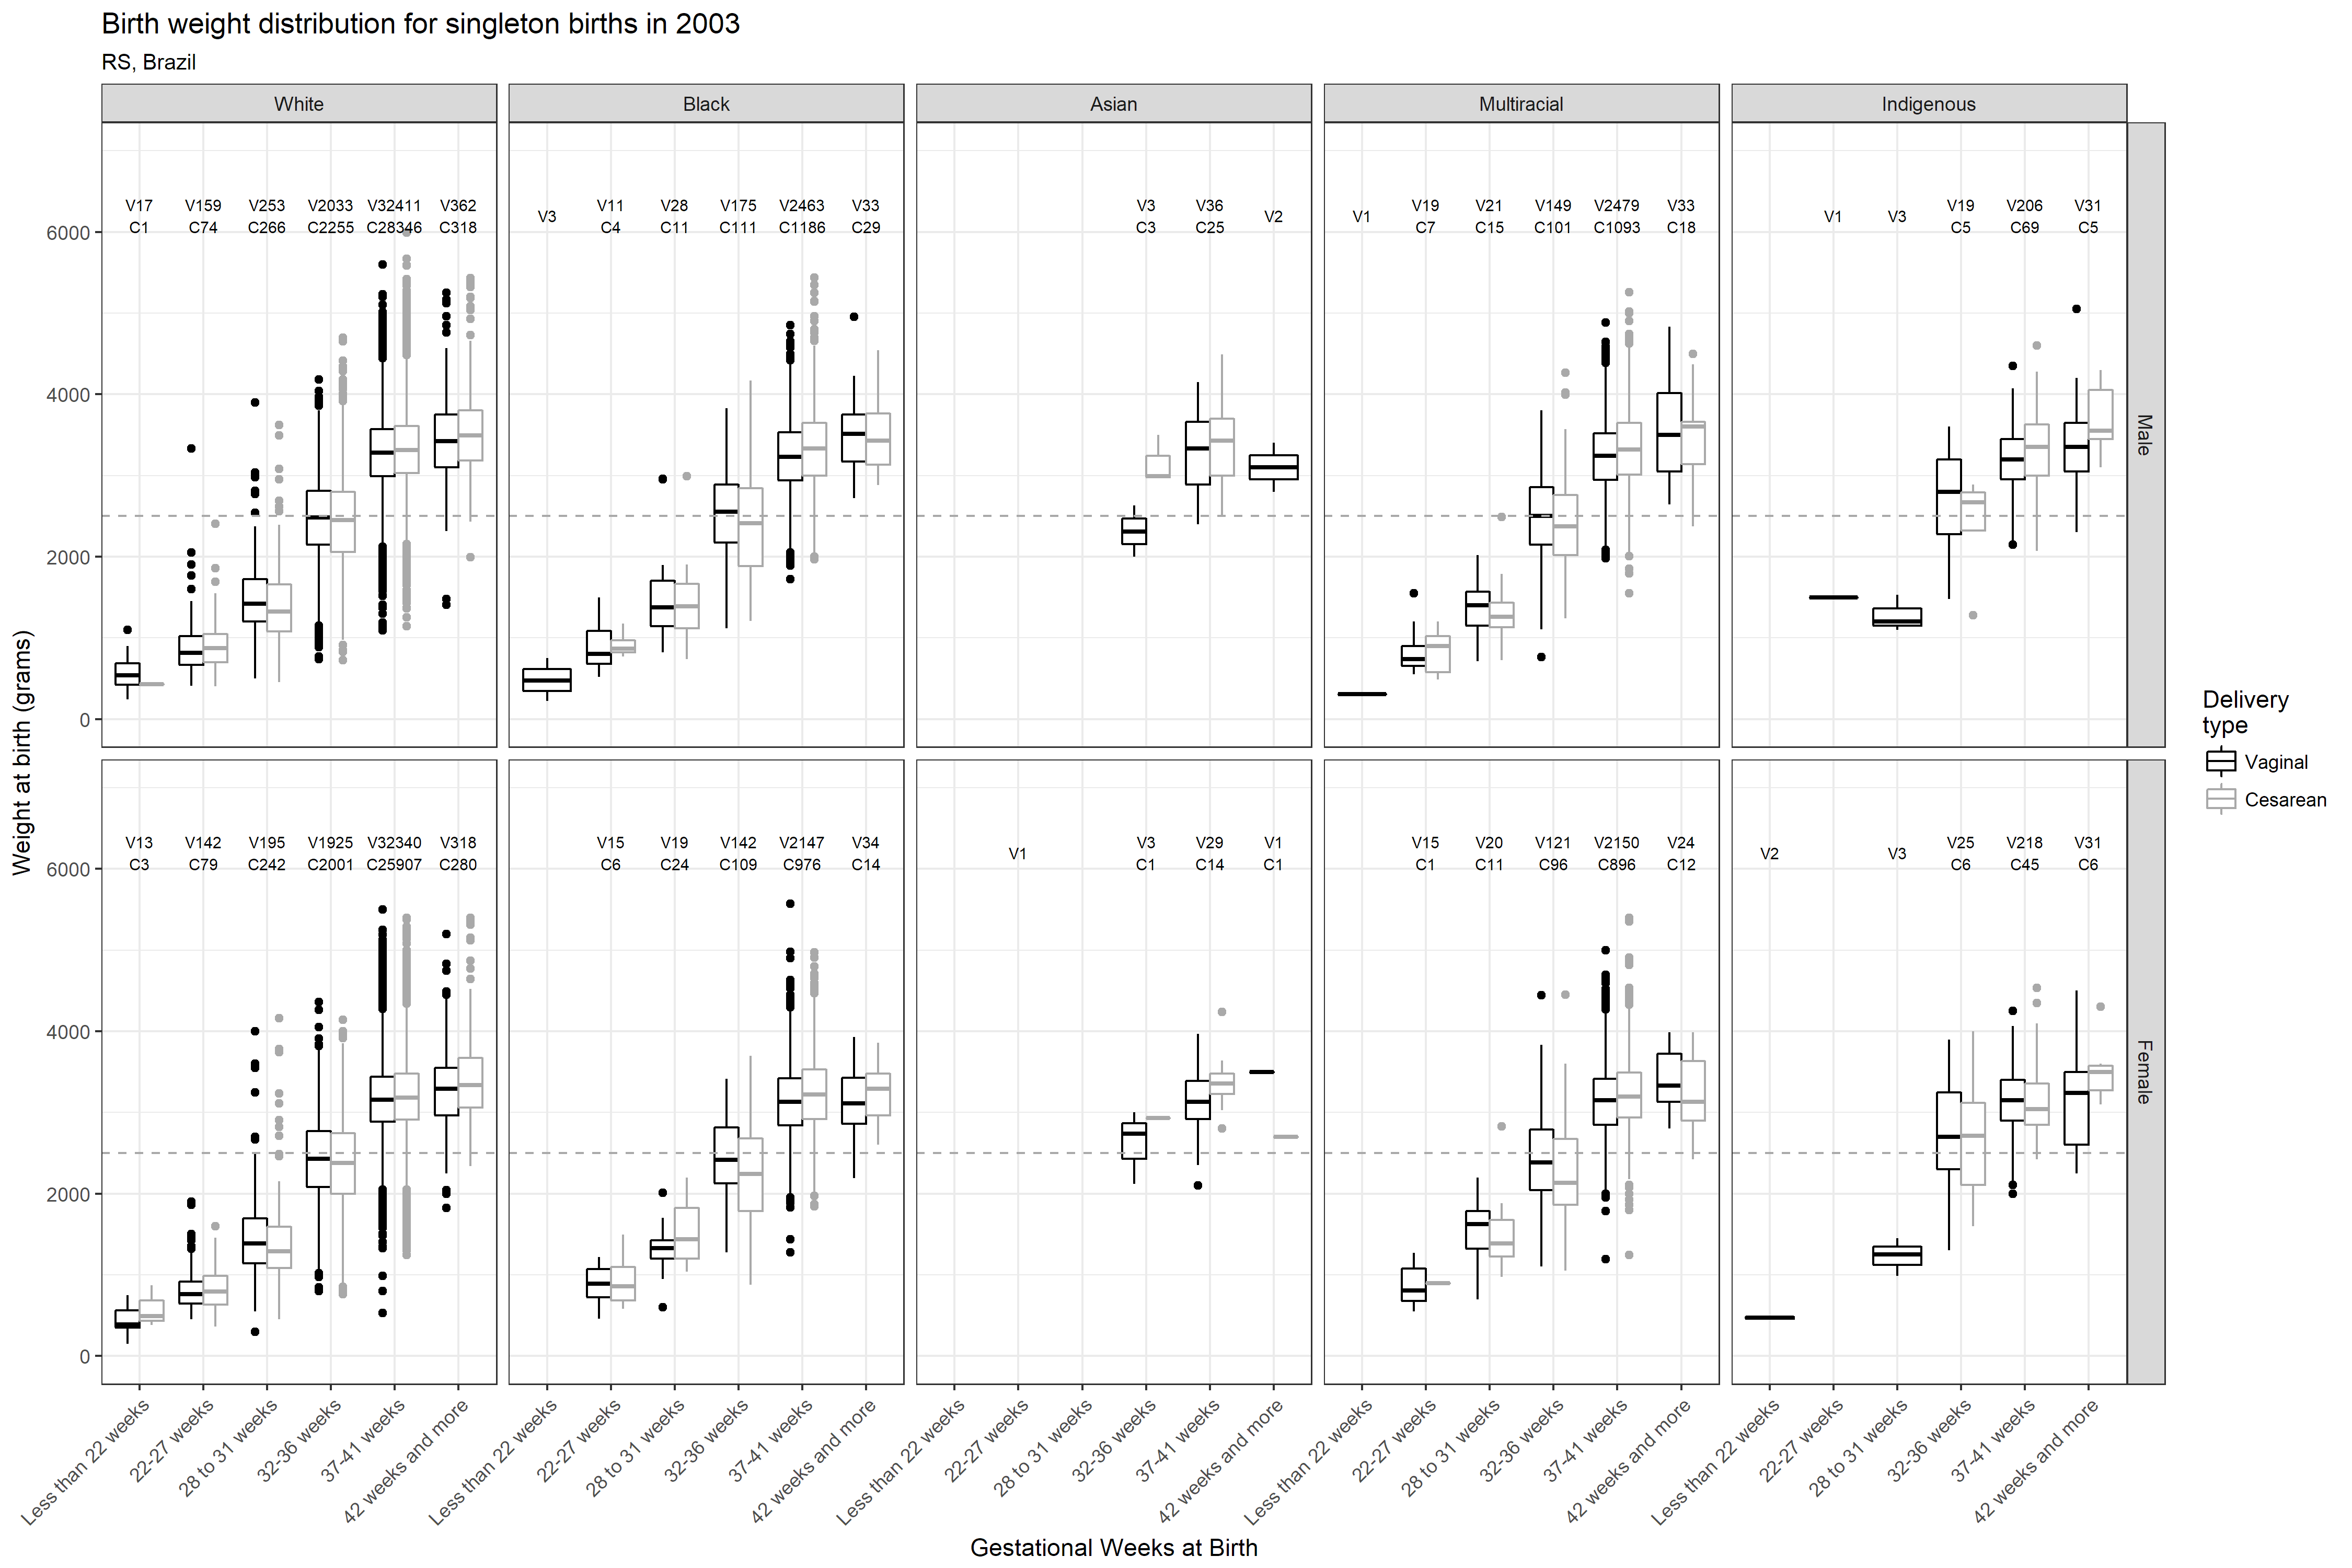 Birth weight distribution for singleton births in 2003
RS, Brazil
White
Black
Asian
Multiracial
Indigenous
Weight at birth (grams)
6000
4000
2000
0
V17 V159 V253 V2033 V32411 V362
C1 C74 C266 C2255 C28346 C318
V3 V11 V28 V175 V2463 V33
C4 C11 C111 C1186 C29
V3 V36 V2
C3 C25
V1 V19 V21 V149 V2479 V33
C7 C15 C101 C1093 C18
V1 V3 V19 V206 V31
C5 C69 C5
Male
6000
4000
2000
0
V13 V142 V195 V1925 V32340 V318
C3 C79 C242 C2001 C25907 C280
V15 V19 V142 V2147 V34
C6 C24 C109 C976 C14
V1 V3 V29 V1
C1 C14 C1
V15 V20 V121 V2150 V24
C1 C11 C96 C896 C12
V2 V3 V25 V218 V31
C6 C45 C6
Female
Less than 22 weeks
22-27 weeks
28 to 31 weeks
32-36 weeks
37-41 weeks
42 weeks and more
Less than 22 weeks
22-27 weeks
28 to 31 weeks
32-36 weeks
37-41 weeks
42 weeks and more
Less than 22 weeks
22-27 weeks
28 to 31 weeks
32-36 weeks
37-41 weeks
42 weeks and more
Less than 22 weeks
22-27 weeks
28 to 31 weeks
32-36 weeks
37-41 weeks
42 weeks and more
Less than 22 weeks
22-27 weeks
28 to 31 weeks
32-36 weeks
37-41 weeks
42 weeks and more
Gestational Weeks at Birth
Delivery
type
Vaginal
Cesarean